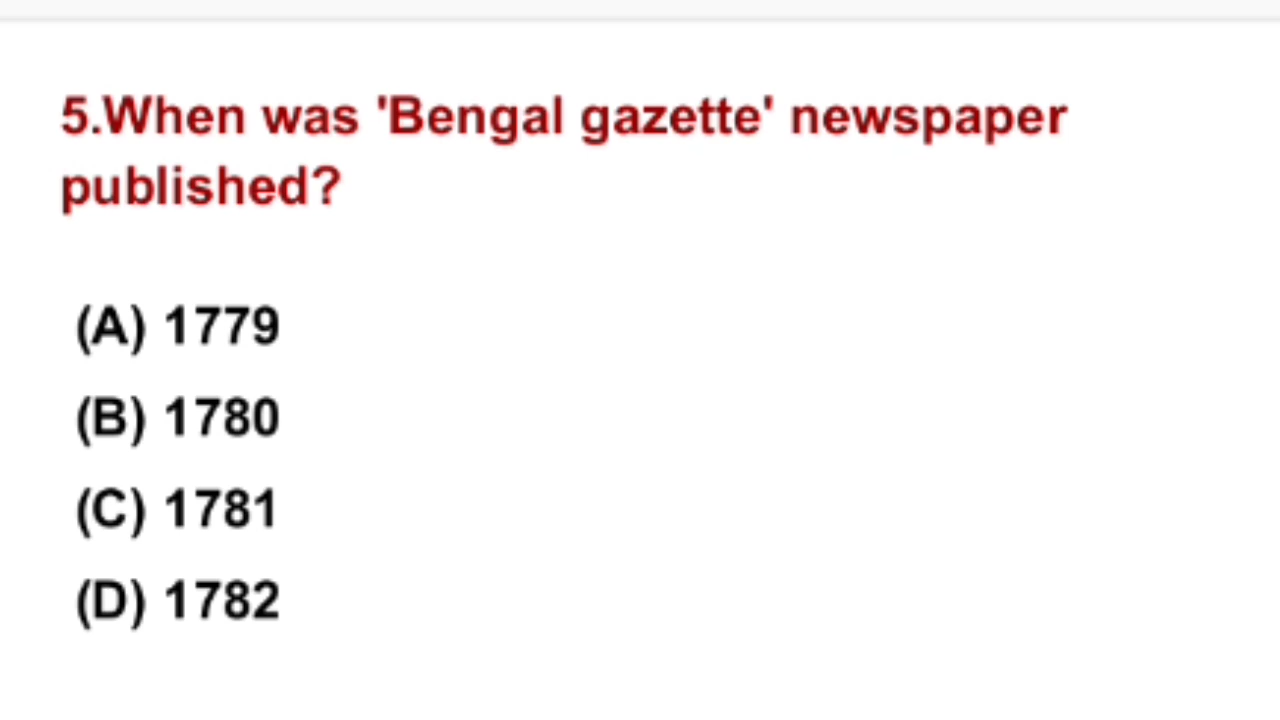 5.When was 'Bengal gazette' newspaper
published?
(A) 1779
(B) 1780
(C) 1781
(D) 1782